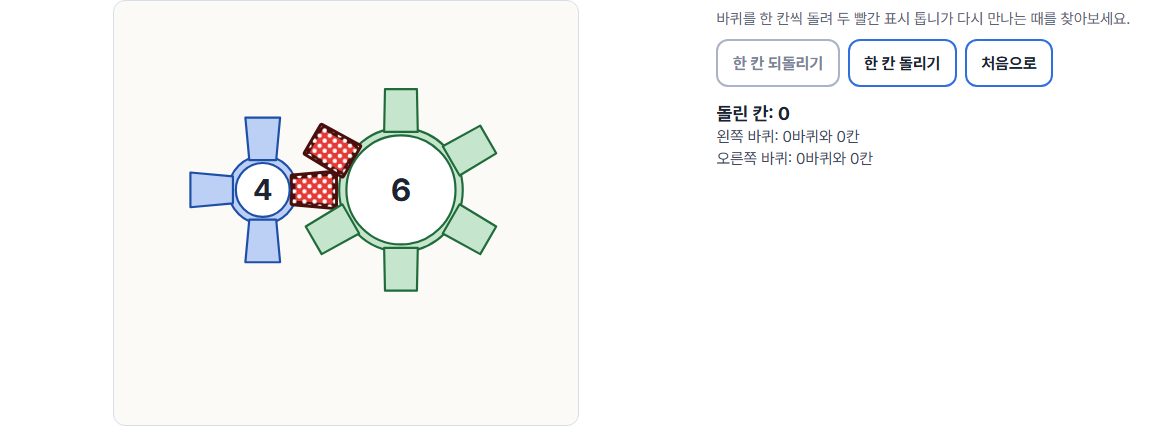 바퀴를 한 칸씩 돌려 두 빨간 표시 톱니가 다시 만나는 때를 찾아보세요.
한 칸 되돌리기 한 칸 돌리기 처음으로
돌린 칸: 0
왼쪽 바퀴: 0바퀴와 0칸
오른쪽 바퀴: 0바퀴와 0칸
4 6